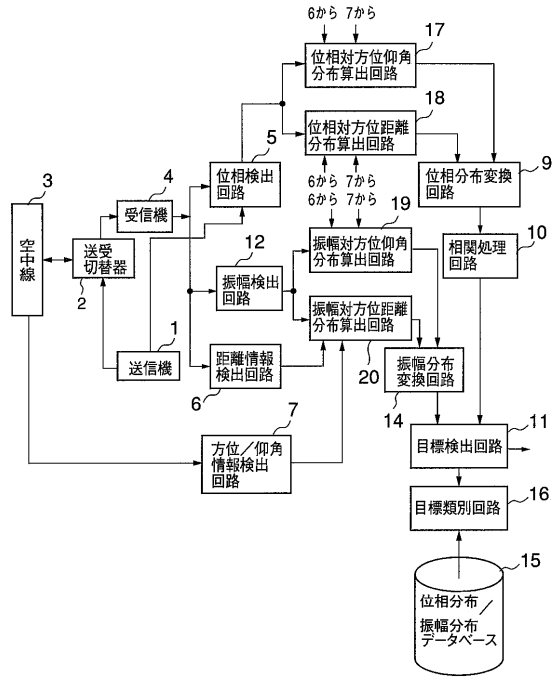 6から 7から
17
位相対方位仰角
分布算出回路
18
位相対方位距離
分布算出回路
5
位相検出
回路
9
位相分布変換
回路
3
空中線
4
受信機
6から 7から
6から 7から
19
振幅対方位仰角
分布算出回路
10
相関処理
回路
送受
切替器
2
12
振幅検出
回路
振幅対方位距離
分布算出回路
20
1
送信機
距離情報
検出回路
6
振幅分布
変換回路
14
7
方位/仰角
情報検出
回路
11
目標検出回路
16
目標類別回路
15
位相分布/
振幅分布
データベース